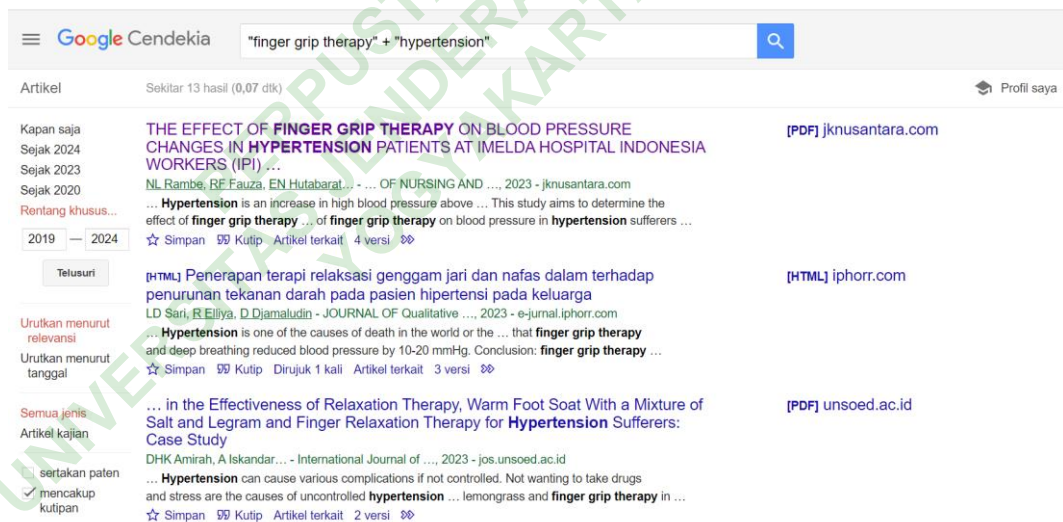 Google Cendekia
"finger grip therapy" + "hypertension"
Artikel
Sekitar 13 hasil (0,07 dtk)
Profil saya
Kapan saja
Sejak 2024
Sejak 2023
Sejak 2020
Rentang khusus...
2019 — 2024
Telusuri
Urutkan menurut
relevansi
Urutkan menurut
tanggal
Semua jenis
Artikel kajian
sertakan paten
mencakup
kutipan
THE EFFECT OF FINGER GRIP THERAPY ON BLOOD PRESSURE
CHANGES IN HYPERTENSION PATIENTS AT IMELDA HOSPITAL INDONESIA
WORKERS (IPI) ...
NL Rambe, RF Fauza, EN Hutabarat... - ... OF NURSING AND ..., 2023 - jknusantara.com
... Hypertension is an increase in high blood pressure above ... This study aims to determine the
effect of finger grip therapy ... of finger grip therapy on blood pressure in hypertension sufferers ...
Simpan Kutip Artikel terkait 4 versi
[PDF] jknusantara.com
[HTML] Penerapan terapi relaksasi genggam jari dan nafas dalam terhadap
penurunan tekanan darah pada pasien hipertensi pada keluarga
LD Sari, R Elliya, D Djamaludin - JOURNAL OF Qualitative ..., 2023 - e-jurnal.iphorr.com
... Hypertension is one of the causes of death in the world or the ... that finger grip therapy
and deep breathing reduced blood pressure by 10-20 mmHg. Conclusion: finger grip therapy ...
Simpan Kutip Dirujuk 1 kali Artikel terkait 3 versi
[HTML] iphorr.com
... in the Effectiveness of Relaxation Therapy, Warm Foot Soat With a Mixture of
Salt and Legram and Finger Relaxation Therapy for Hypertension Sufferers:
Case Study
DHK Amirah, A Iskandar... - International Journal of ..., 2023 - jos.unsoed.ac.id
... Hypertension can cause various complications if not controlled. Not wanting to take drugs
and stress are the causes of uncontrolled hypertension ... lemongrass and finger grip therapy in ...
Simpan Kutip Artikel terkait 2 versi
[PDF] unsoed.ac.id
UNIVERSITAS JENDERA
YOGYAKART